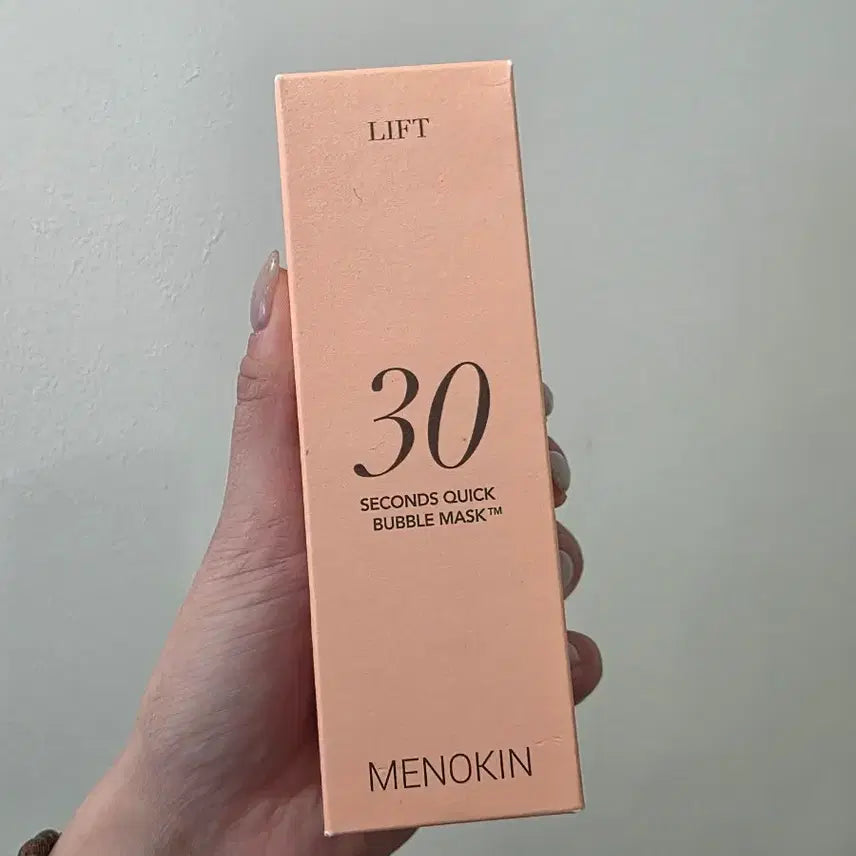 LIFT
30
SECONDS QUICK
BUBBLE MASK™
MENOKIN